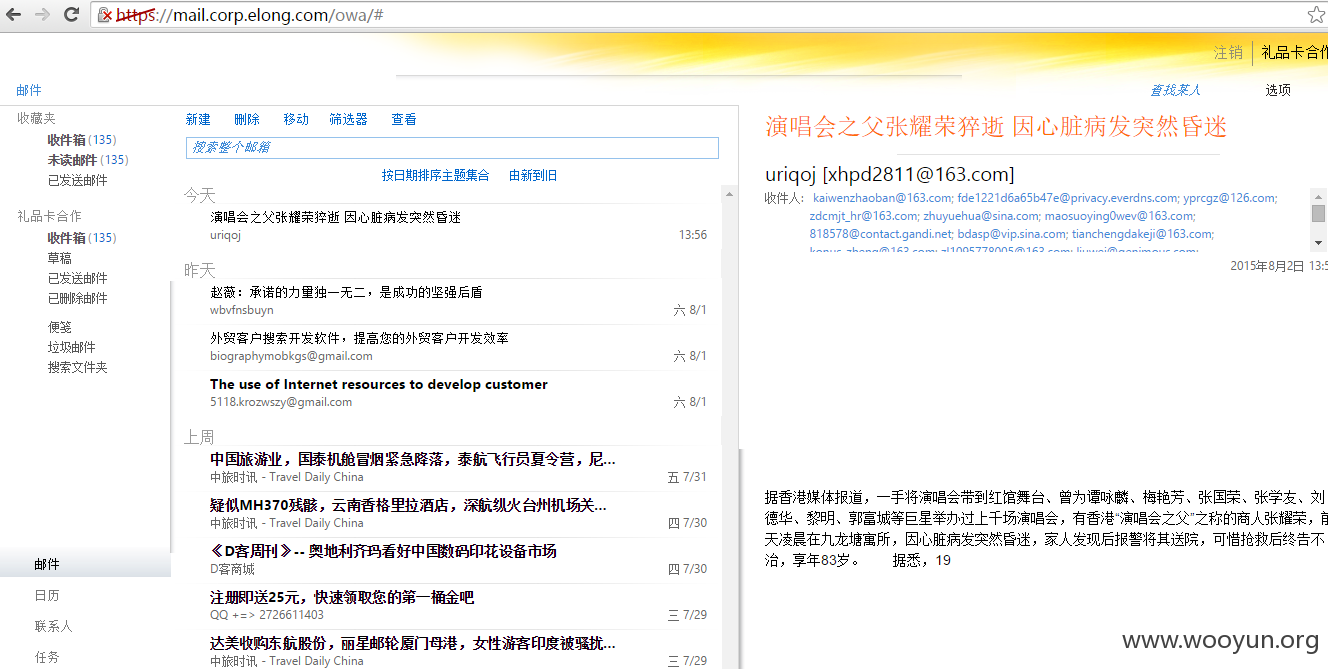 https://mail.corp.elong.com/owa/#
注销 礼品卡合作
邮件
查找某人 选项
收藏夹
收件箱 (135)
未读邮件 (135)
已发送邮件
礼品卡合作
收件箱 (135)
草稿
已发送邮件
已删除邮件
便笺
垃圾邮件
搜索文件夹
邮件
日历
联系人
任务
新建 删除 移动 筛选器 查看
搜索整个邮箱
按日期排序主题集合 由新到旧
今天
演唱会之父张耀荣猝逝 因心脏病发突然昏迷
uriqoj 13:56
昨天
赵薇：承诺的力量独一无二，是成功的坚强后盾
wbvfnsbuyn 六 8/1
外贸客户搜索开发软件，提高您的外贸客户开发效率
biographymobkgs@gmail.com 六 8/1
The use of Internet resources to develop customer
5118.krozwszy@gmail.com 六 8/1
上周
中国旅游业，国泰机舱冒烟紧急降落，泰航飞行员夏令营，尼...
中旅时讯 - Travel Daily China 五 7/31
疑似MH370残骸，云南香格里拉酒店，深航纵火台州机场关...
中旅时讯 - Travel Daily China 四 7/30
《D客周刊》-- 奥地利齐玛看好中国数码印花设备市场
D客商城 四 7/30
注册即送25元，快速领取您的第一桶金吧
QQ +=> 2726611403 三 7/29
达美收购东航股份，丽星邮轮厦门母港，女性游客印度被骚扰...
中旅时讯 - Travel Daily China 三 7/29
演唱会之父张耀荣猝逝 因心脏病发突然昏迷
uriqoj [xhpd2811@163.com]
收件人: kaiwenzhaoban@163.com; fde1221d6a65b47e@privacy.everdns.com; yprcgz@126.com;
zdcmjt_hr@163.com; zhuyuehua@sina.com; maosuoying0wev@163.com;
818578@contact.gandi.net; bdasp@vip.sina.com; tianchengdakeji@163.com;
2015年8月2日 13:5
据香港媒体报道，一手将演唱会带到红馆舞台、曾为谭咏麟、梅艳芳、张国荣、张学友、刘
德华、黎明、郭富城等巨星举办过上千场演唱会，有香港“演唱会之父”之称的商人张耀荣，前
天凌晨在九龙塘寓所，因心脏病发突然昏迷，家人发现后报警将其送院，可惜抢救后终告不
治，享年83岁。 据悉，19
www.wooyun.org